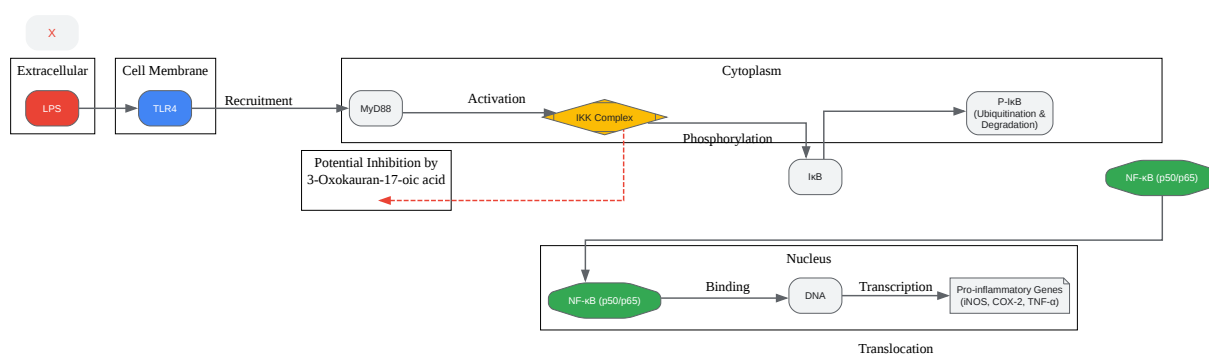 X
Extracellular
LPS
Cell Membrane
TLR4
Recruitment
Cytoplasm
MyD88
Activation
IKK Complex
Phosphorylation
IκB
P-IκB
(Ubiquitination &
Degradation)
Potential Inhibition by
3-Oxokauran-17-oic acid
NF-κB (p50/p65)
Nucleus
NF-κB (p50/p65)
Binding
DNA
Transcription
Pro-inflammatory Genes
(iNOS, COX-2, TNF-α)
Translocation